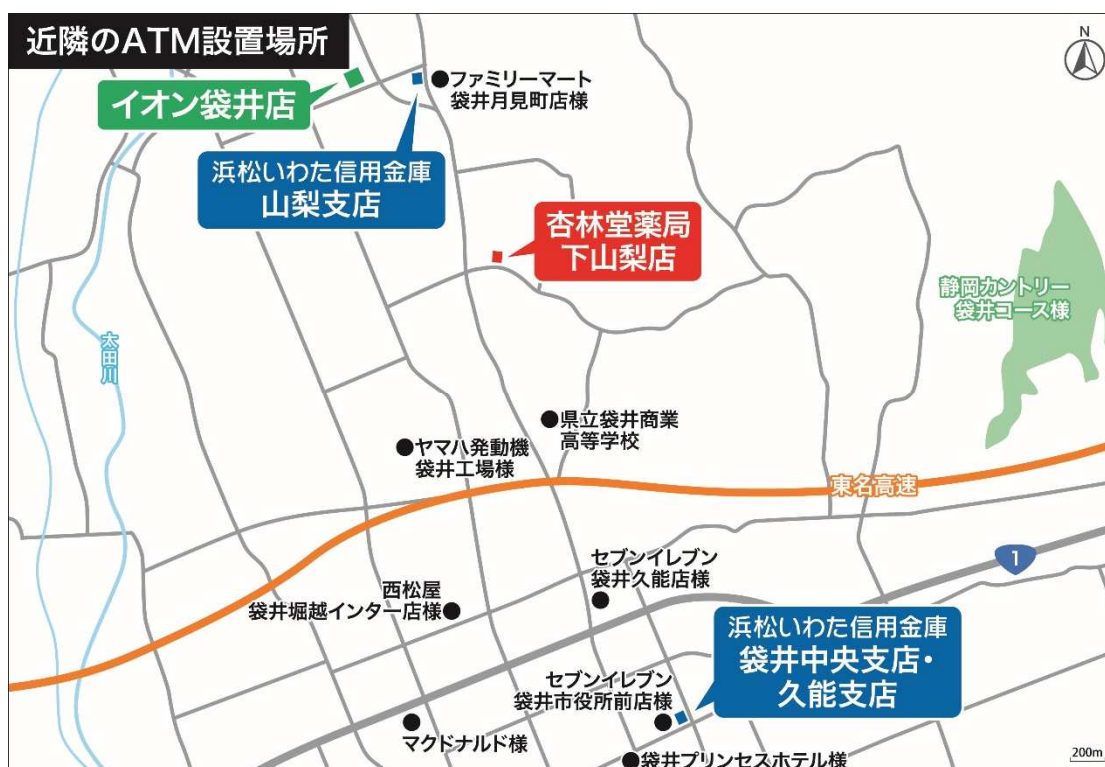 近隣のATM設置場所
N
イオン袋井店
ファミリーマート
袋井月見町店様
浜松いわた信用金庫
山梨支店
杏林堂薬局
下山梨店
静岡カントリー
袋井コース様
太田川
県立袋井商業
高等学校
ヤマハ発動機
袋井工場様
東名高速
1
セブンイレブン
袋井久能店様
西松屋
袋井堀越インター店様
浜松いわた信用金庫
袋井中央支店・
久能支店
セブンイレブン
袋井市役所前店様
マクドナルド様
袋井プリンセスホテル様
200m